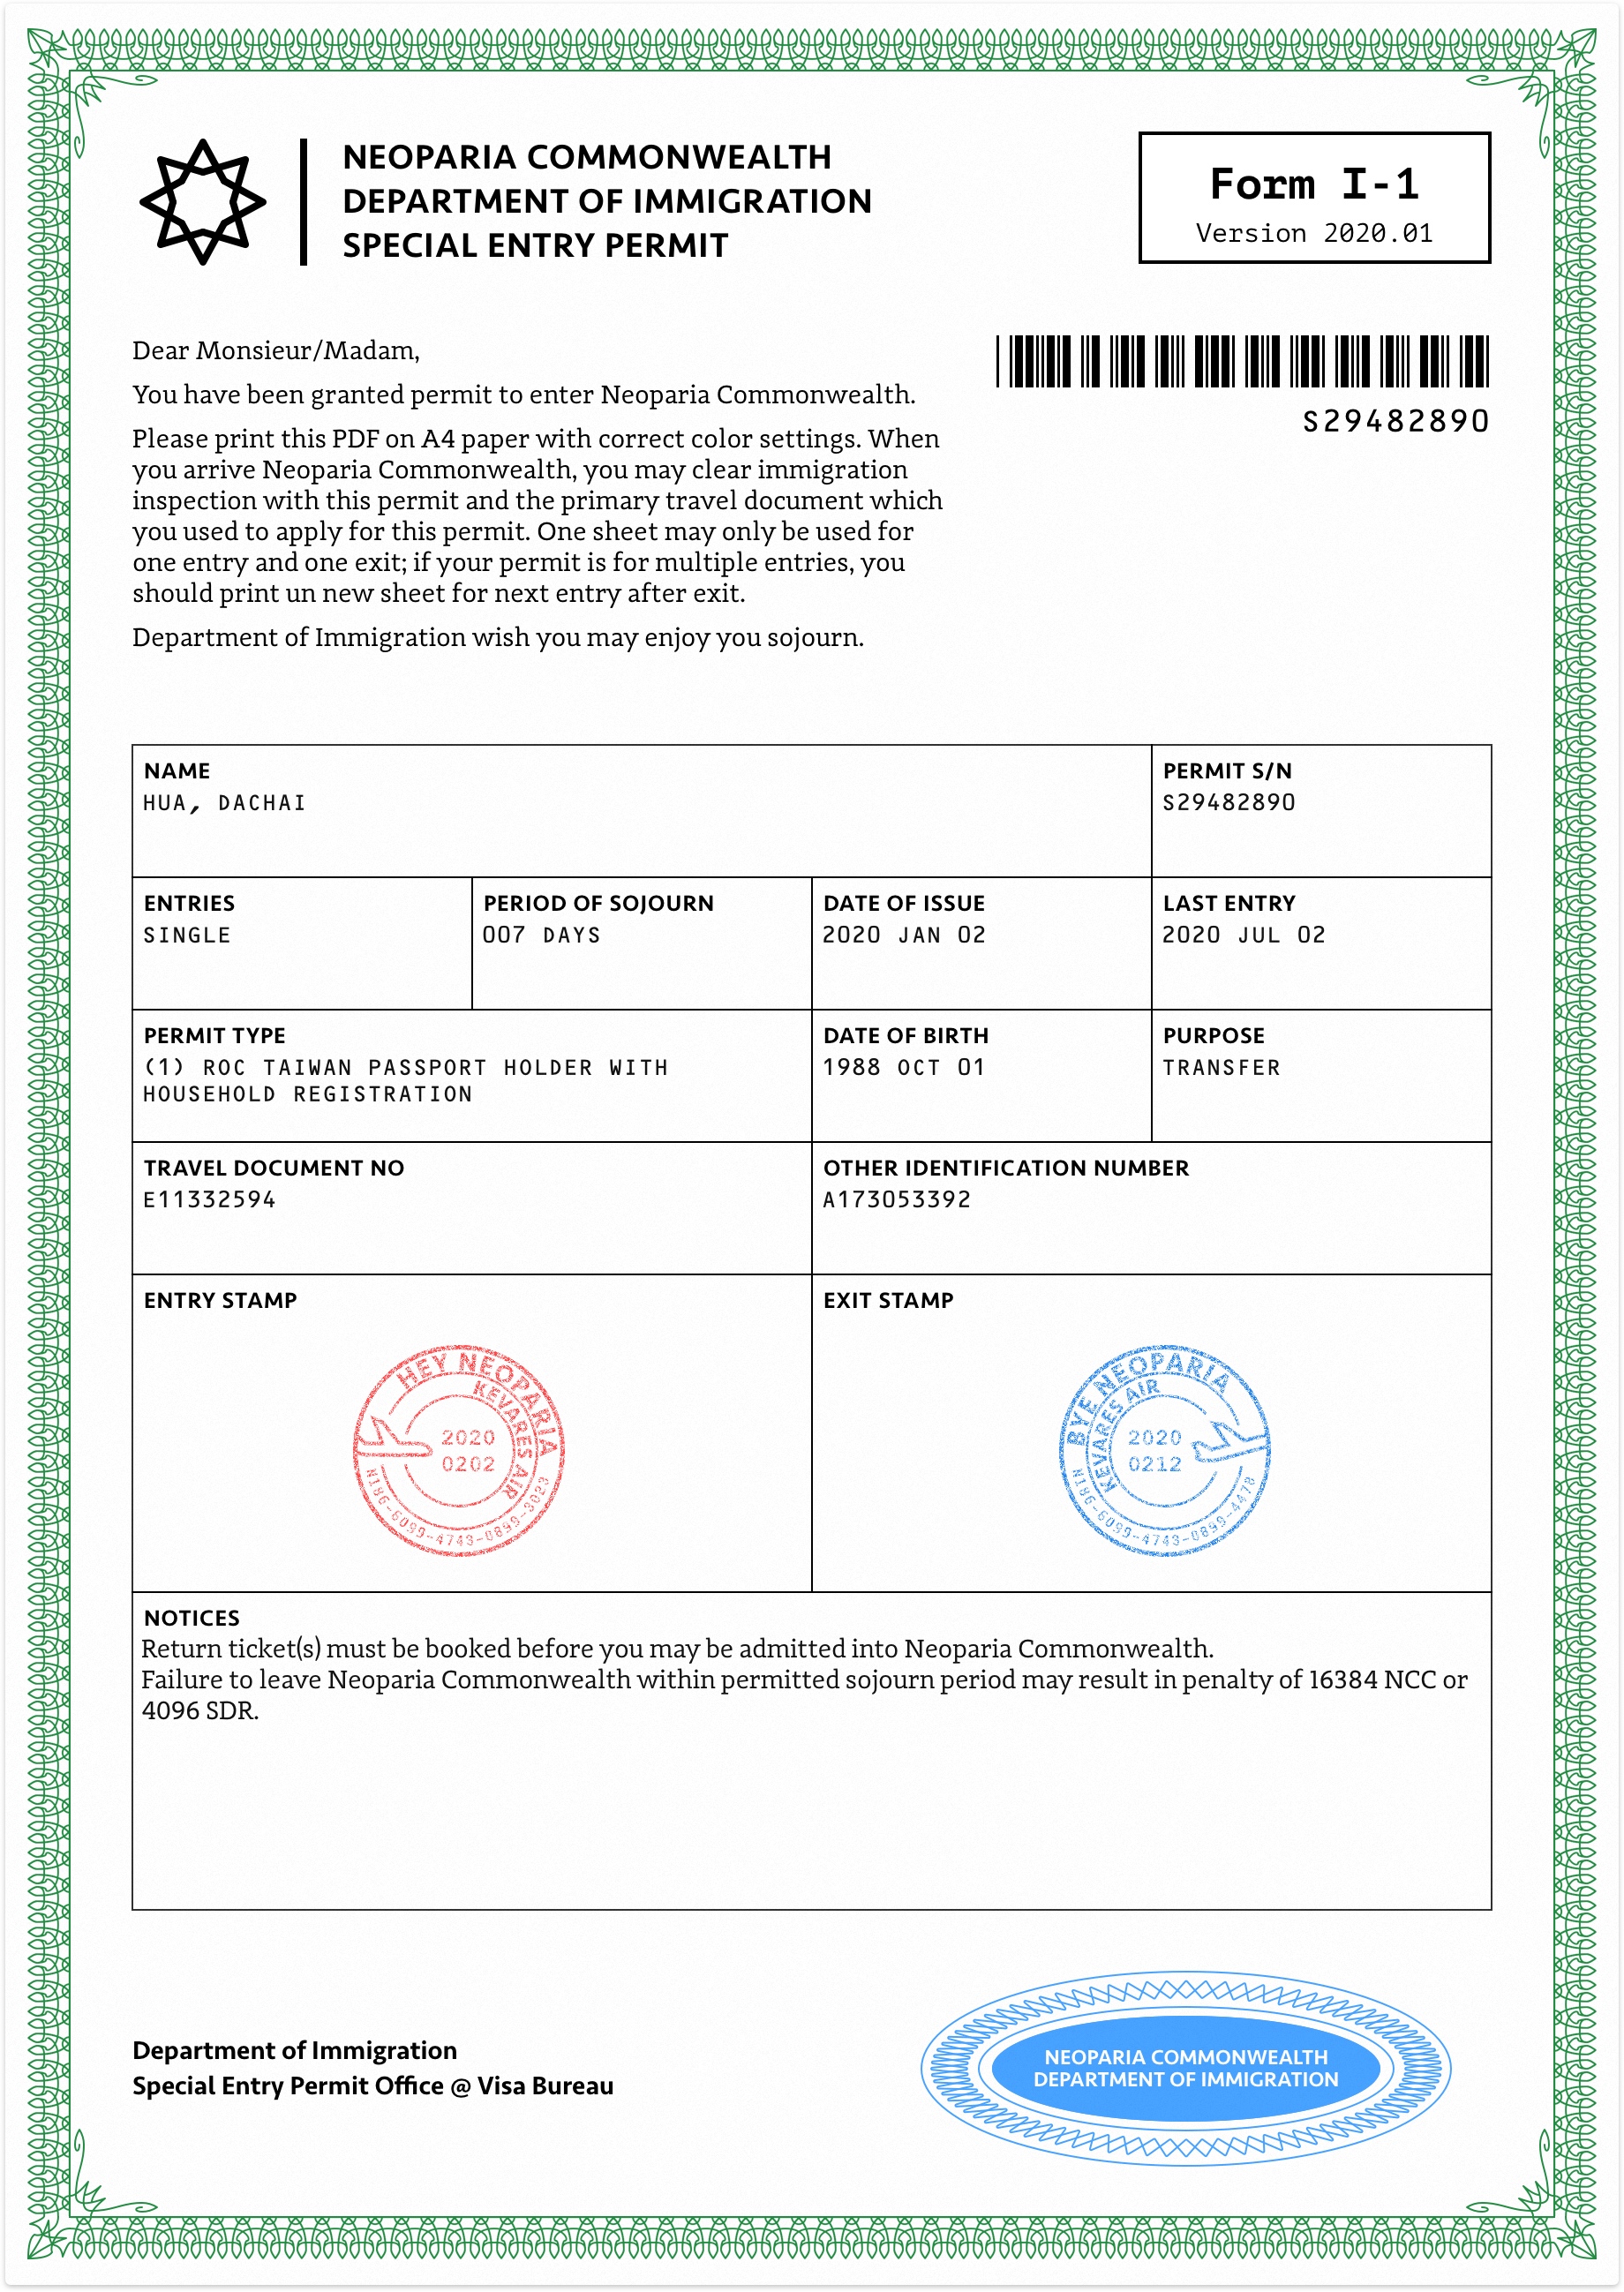 NEOPARIA COMMONWEALTH
DEPARTMENT OF IMMIGRATION
SPECIAL ENTRY PERMIT
Form I-1
Version 2020.01
Dear Monsieur/Madam,
You have been granted permit to enter Neoparia Commonwealth.
Please print this PDF on A4 paper with correct color settings. When
you arrive Neoparia Commonwealth, you may clear immigration
inspection with this permit and the primary travel document which
you used to apply for this permit. One sheet may only be used for
one entry and one exit; if your permit is for multiple entries, you
should print un new sheet for next entry after exit.
Department of Immigration wish you may enjoy you sojourn.
S29482890
NAME
HUA, DACHAI
PERMIT S/N
S29482890
ENTRIES
SINGLE
PERIOD OF SOJOURN
007 DAYS
DATE OF ISSUE
2020 JAN 02
LAST ENTRY
2020 JUL 02
PERMIT TYPE
(1) ROC TAIWAN PASSPORT HOLDER WITH
HOUSEHOLD REGISTRATION
DATE OF BIRTH
1988 OCT 01
PURPOSE
TRANSFER
TRAVEL DOCUMENT NO
E11332594
OTHER IDENTIFICATION NUMBER
A173053392
ENTRY STAMP
HEY NEOPARIA
KEVARES AIR
2020
0202
N186-6099-4743-0899-3023
EXIT STAMP
BYE NEOPARIA
KEVARES AIR
2020
0212
N186-6099-4743-0899-4478
NOTICES
Return ticket(s) must be booked before you may be admitted into Neoparia Commonwealth.
Failure to leave Neoparia Commonwealth within permitted sojourn period may result in penalty of 16384 NCC or
4096 SDR.
Department of Immigration
Special Entry Permit Office @ Visa Bureau
NEOPARIA COMMONWEALTH
DEPARTMENT OF IMMIGRATION